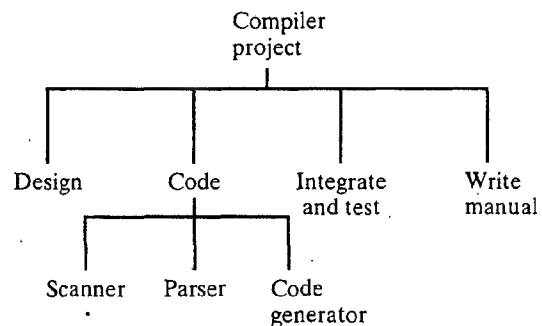 Compiler
project
Design
Code
Integrate
and test
Write
manual
Scanner
Parser
Code
generator